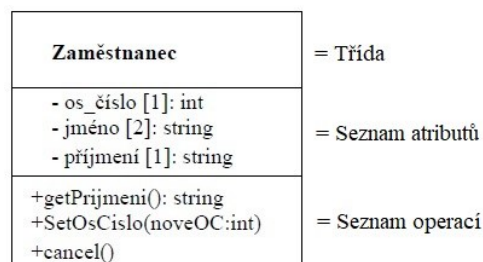 Zaměstnanec
= Třída
- os_číslo [1]: int
- jméno [2]: string
- příjmení [1]: string
= Seznam atributů
+getPrijmeni(): string
+SetOsCislo(noveOC:int)
+cancel()
= Seznam operací